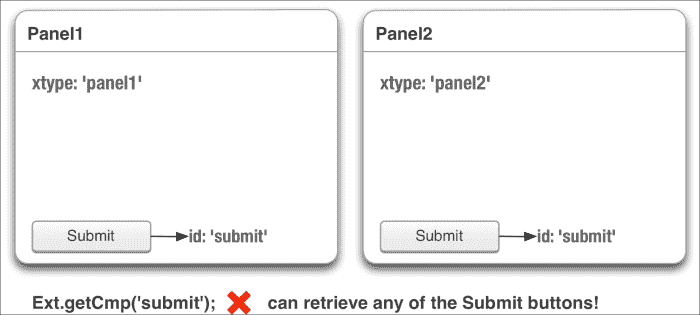 Panel1
xtype: 'panel1'
Submit
id: 'submit'
Panel2
xtype: 'panel2'
Submit
id: 'submit'
Ext.getCmp('submit'); can retrieve any of the Submit buttons!